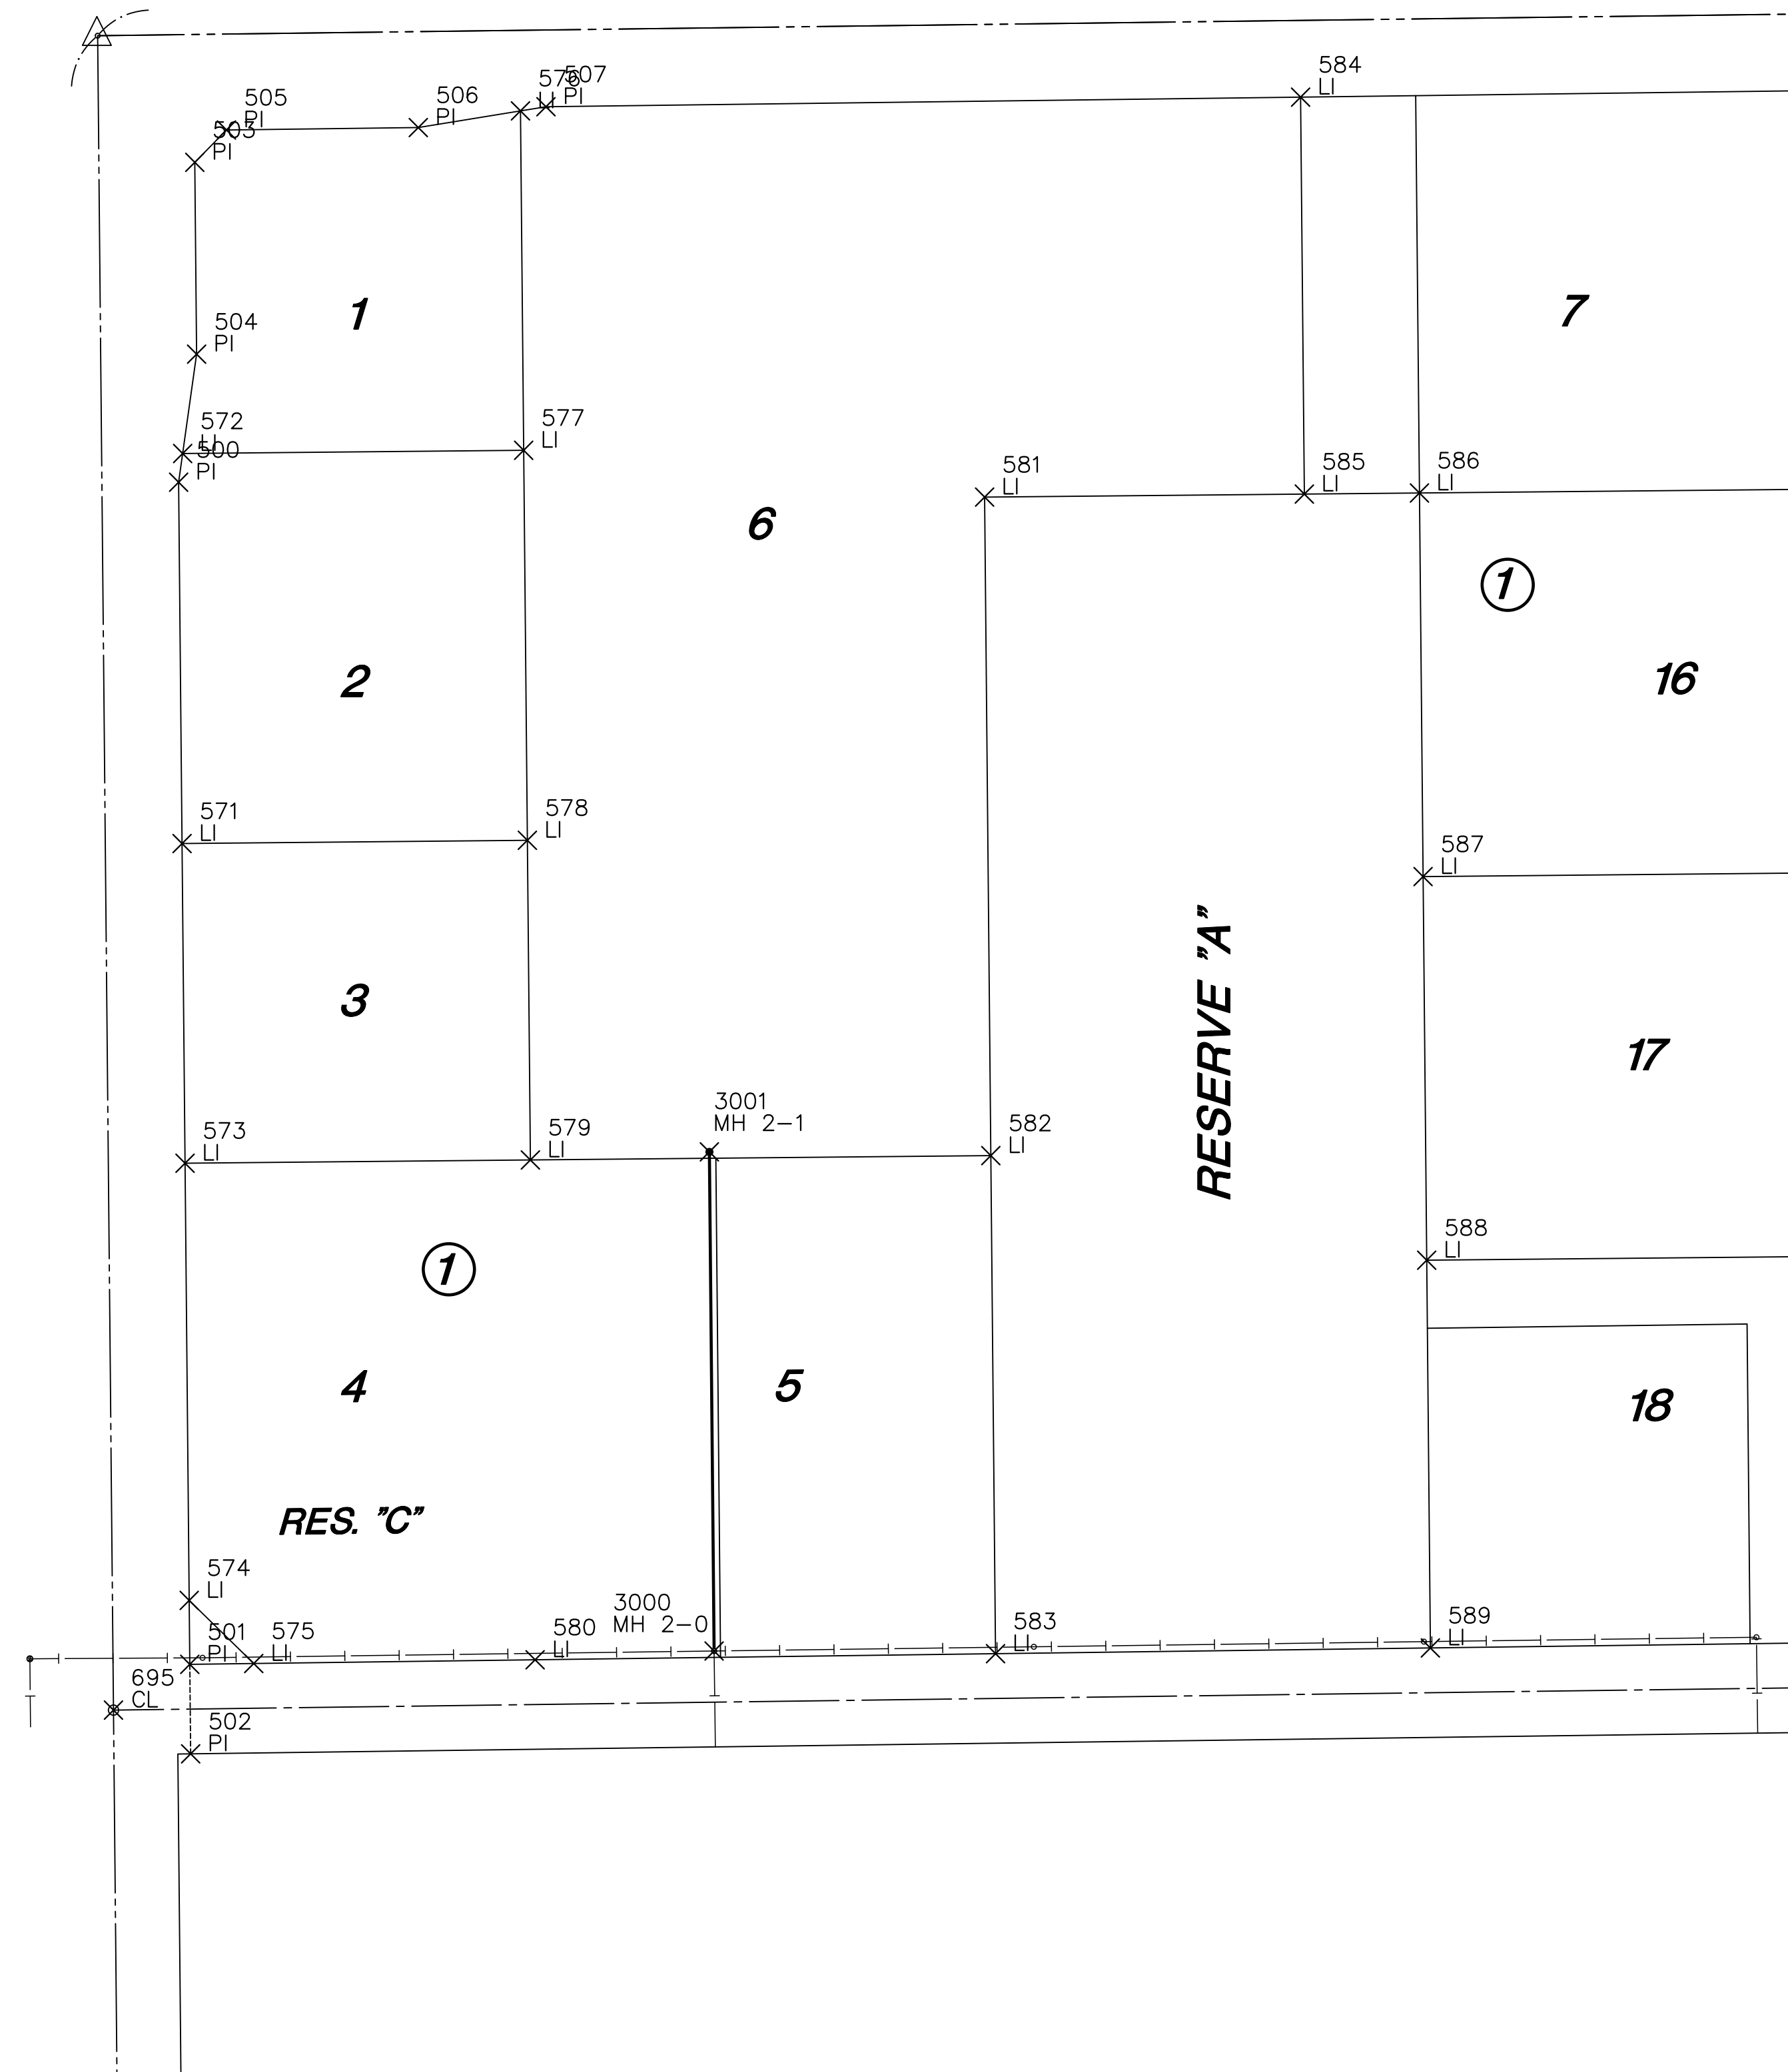 584
LI
576
LI
507
PI
505
PI
506
PI
503
PI
1
7
504
PI
572
LI
577
LI
500
PI
581
LI
585
LI
586
LI
6
1
2
16
571
LI
578
LI
587
LI
3
RESERVE "A"
17
3001
MH 2-1
573
LI
579
LI
582
LI
588
LI
1
4
5
18
RES. "C"
574
LI
3000
MH 2-0
501
PI
575
LI
580
LI
583
LI
589
LI
695
CL
502
PI